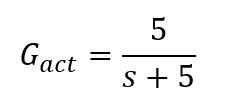 G_act = 5 / (s + 5)